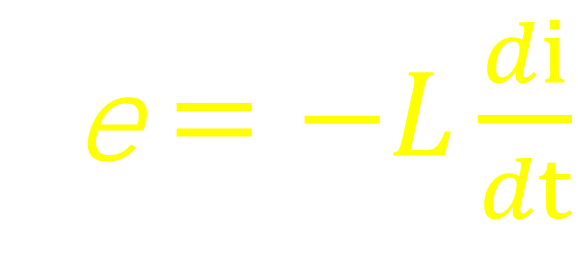 e = −L di/dt